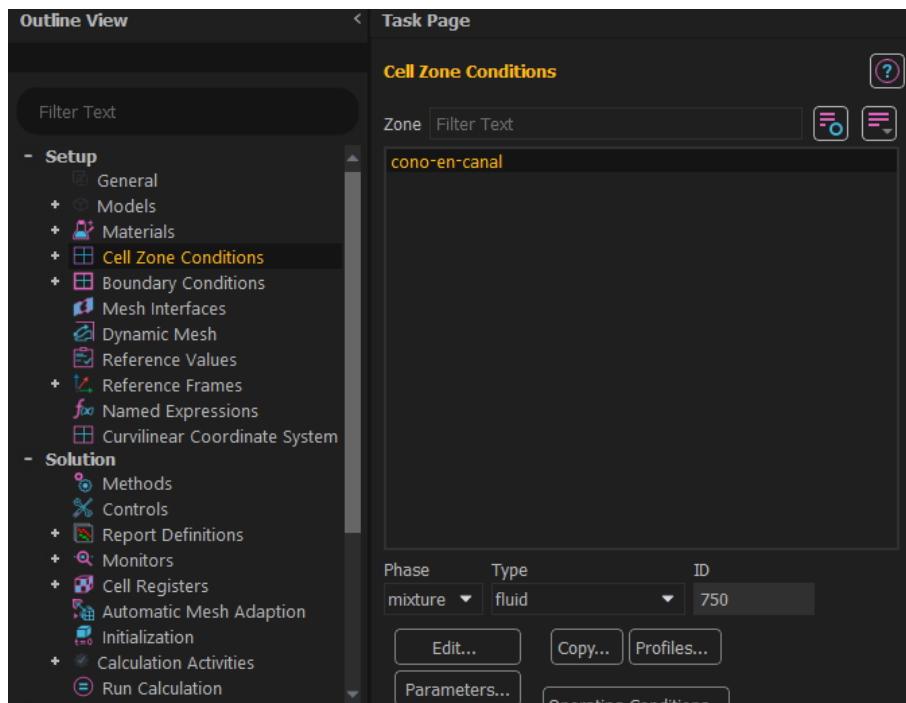 Outline View <
Filter Text
- Setup
General
+ Models
+ Materials
+ Cell Zone Conditions
+ Boundary Conditions
Mesh Interfaces
Dynamic Mesh
Reference Values
+ Reference Frames
f(x) Named Expressions
Curvilinear Coordinate System
- Solution
Methods
Controls
+ Report Definitions
+ Monitors
+ Cell Registers
Automatic Mesh Adaption
Initialization
+ Calculation Activities
Run Calculation
Task Page
Cell Zone Conditions ?
Zone Filter Text
cono-en-canal
Phase Type ID
mixture fluid 750
Edit... Copy... Profiles...
Parameters... Operating Conditions...